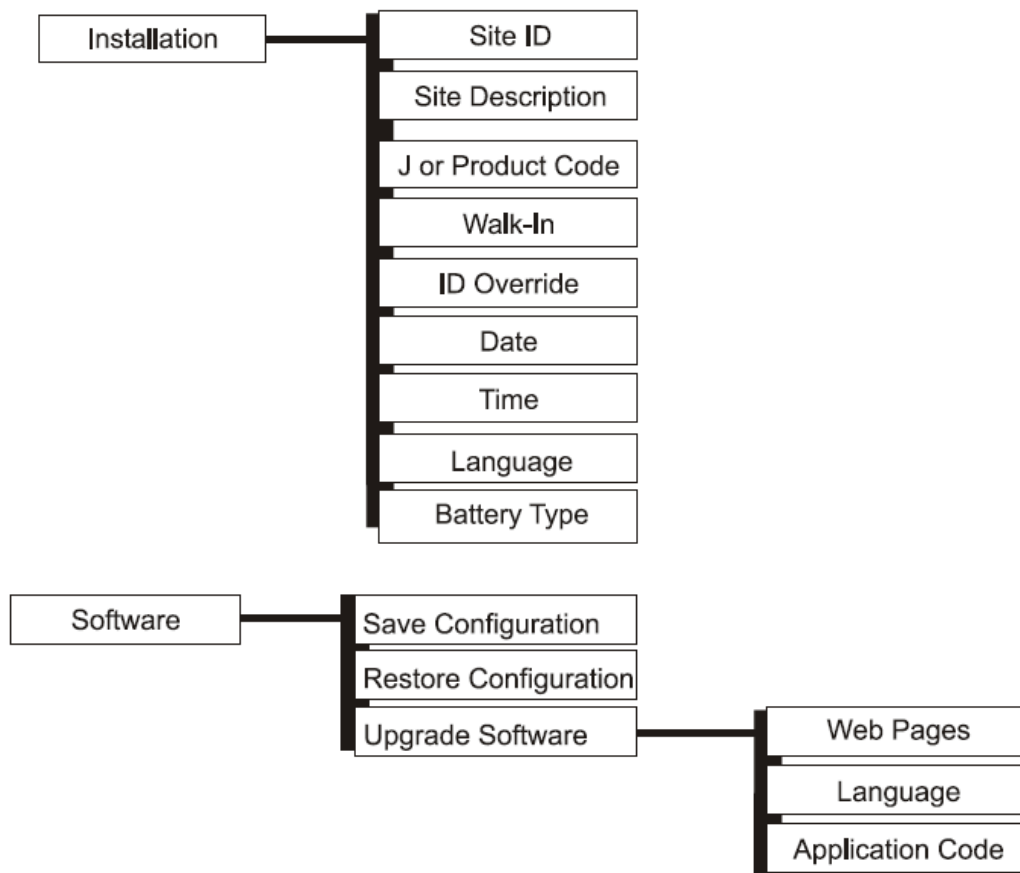 Installation
Site ID
Site Description
J or Product Code
Walk-In
ID Override
Date
Time
Language
Battery Type
Software
Save Configuration
Restore Configuration
Upgrade Software
Web Pages
Language
Application Code